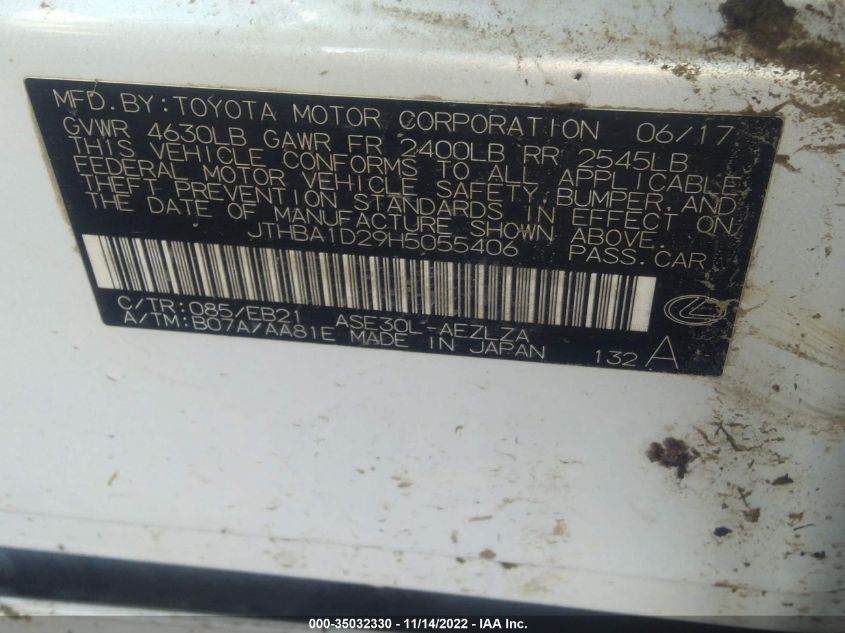 MFD. BY: TOYOTA MOTOR CORPORATION 06/17
GVWR 4630LB GAWR FR 2400LB RR 2545LB
THIS VEHICLE CONFORMS TO ALL APPLICABLE
FEDERAL MOTOR VEHICLE SAFETY, BUMPER, AND
THEFT PREVENTION STANDARDS IN EFFECT ON
THE DATE OF MANUFACTURE SHOWN ABOVE.
JTHBA1D29H5055406 PASS. CAR
C/TR: 085/EB21 ASE30L-AEZLZA
A/TM: B07A/AA81E MADE IN JAPAN 132 A
000-35032330 - 11/14/2022 - IAA Inc.